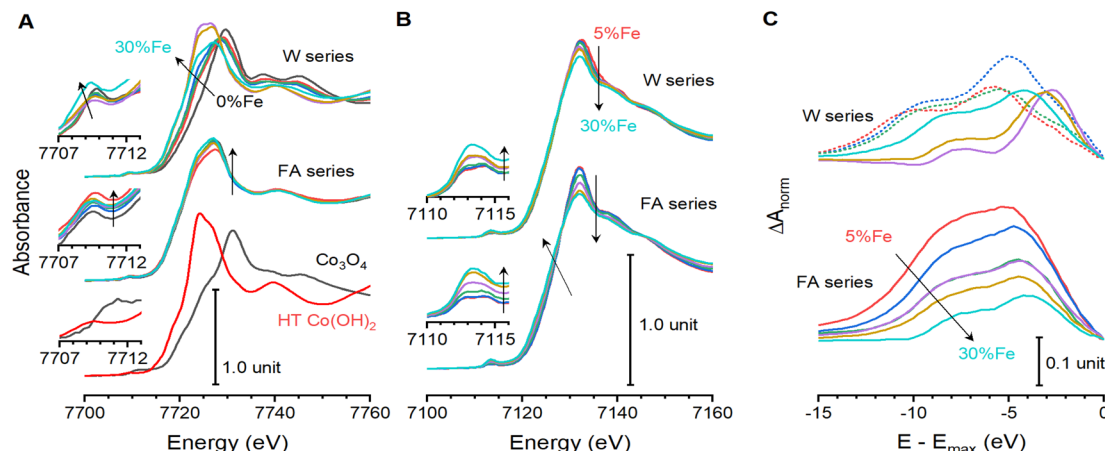 A
30%Fe
0%Fe
W series
7707 7712
FA series
7707 7712
Co₃O₄
HT Co(OH)₂
7707 7712
1.0 unit
Absorbance
7700 7720 7740 7760
Energy (eV)
B
5%Fe
W series
30%Fe
7110 7115
FA series
7110 7115
1.0 unit
7100 7120 7140 7160
Energy (eV)
C
W series
5%Fe
FA series
30%Fe
0.1 unit
ΔAnorm
-15 -10 -5 0
E - Emax (eV)